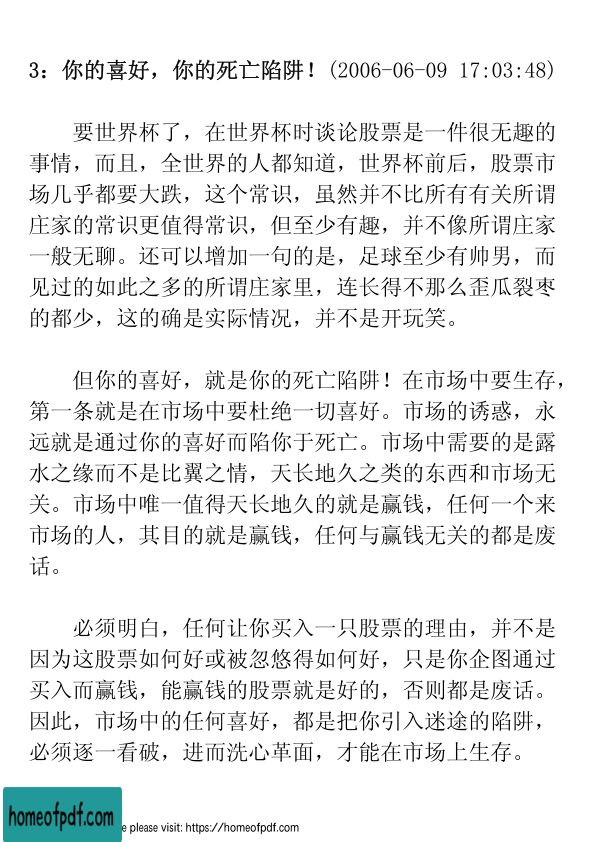 3：你的喜好，你的死亡陷阱！(2006-06-09 17:03:48)
要世界杯了，在世界杯时谈论股票是一件很无趣的
事情，而且，全世界的人都知道，世界杯前后，股票市
场几乎都要大跌，这个常识，虽然并不比所有有关所谓
庄家的常识更值得常识，但至少有趣，并不像所谓庄家
一般无聊。还可以增加一句的是，足球至少有帅男，而
见过的如此之多的所谓庄家里，连长得不那么歪瓜裂枣
的都少，这的确是实际情况，并不是开玩笑。
但你的喜好，就是你的死亡陷阱！在市场中要生存，
第一条就是在市场中要杜绝一切喜好。市场的诱惑，永
远就是通过你的喜好而陷你于死亡。市场中需要的是露
水之缘而不是比翼之情，天长地久之类的东西和市场无
关。市场中唯一值得天长地久的就是赢钱，任何一个来
市场的人，其目的就是赢钱，任何与赢钱无关的都是废
话。
必须明白，任何让你买入一只股票的理由，并不是
因为这股票如何好或被忽悠得如何好，只是你企图通过
买入而赢钱，能赢钱的股票就是好的，否则都是废话。
因此，市场中的任何喜好，都是把你引入迷途的陷阱，
必须逐一看破，进而洗心革面，才能在市场上生存。
homeofpdf.com
please visit: https://homeofpdf.com